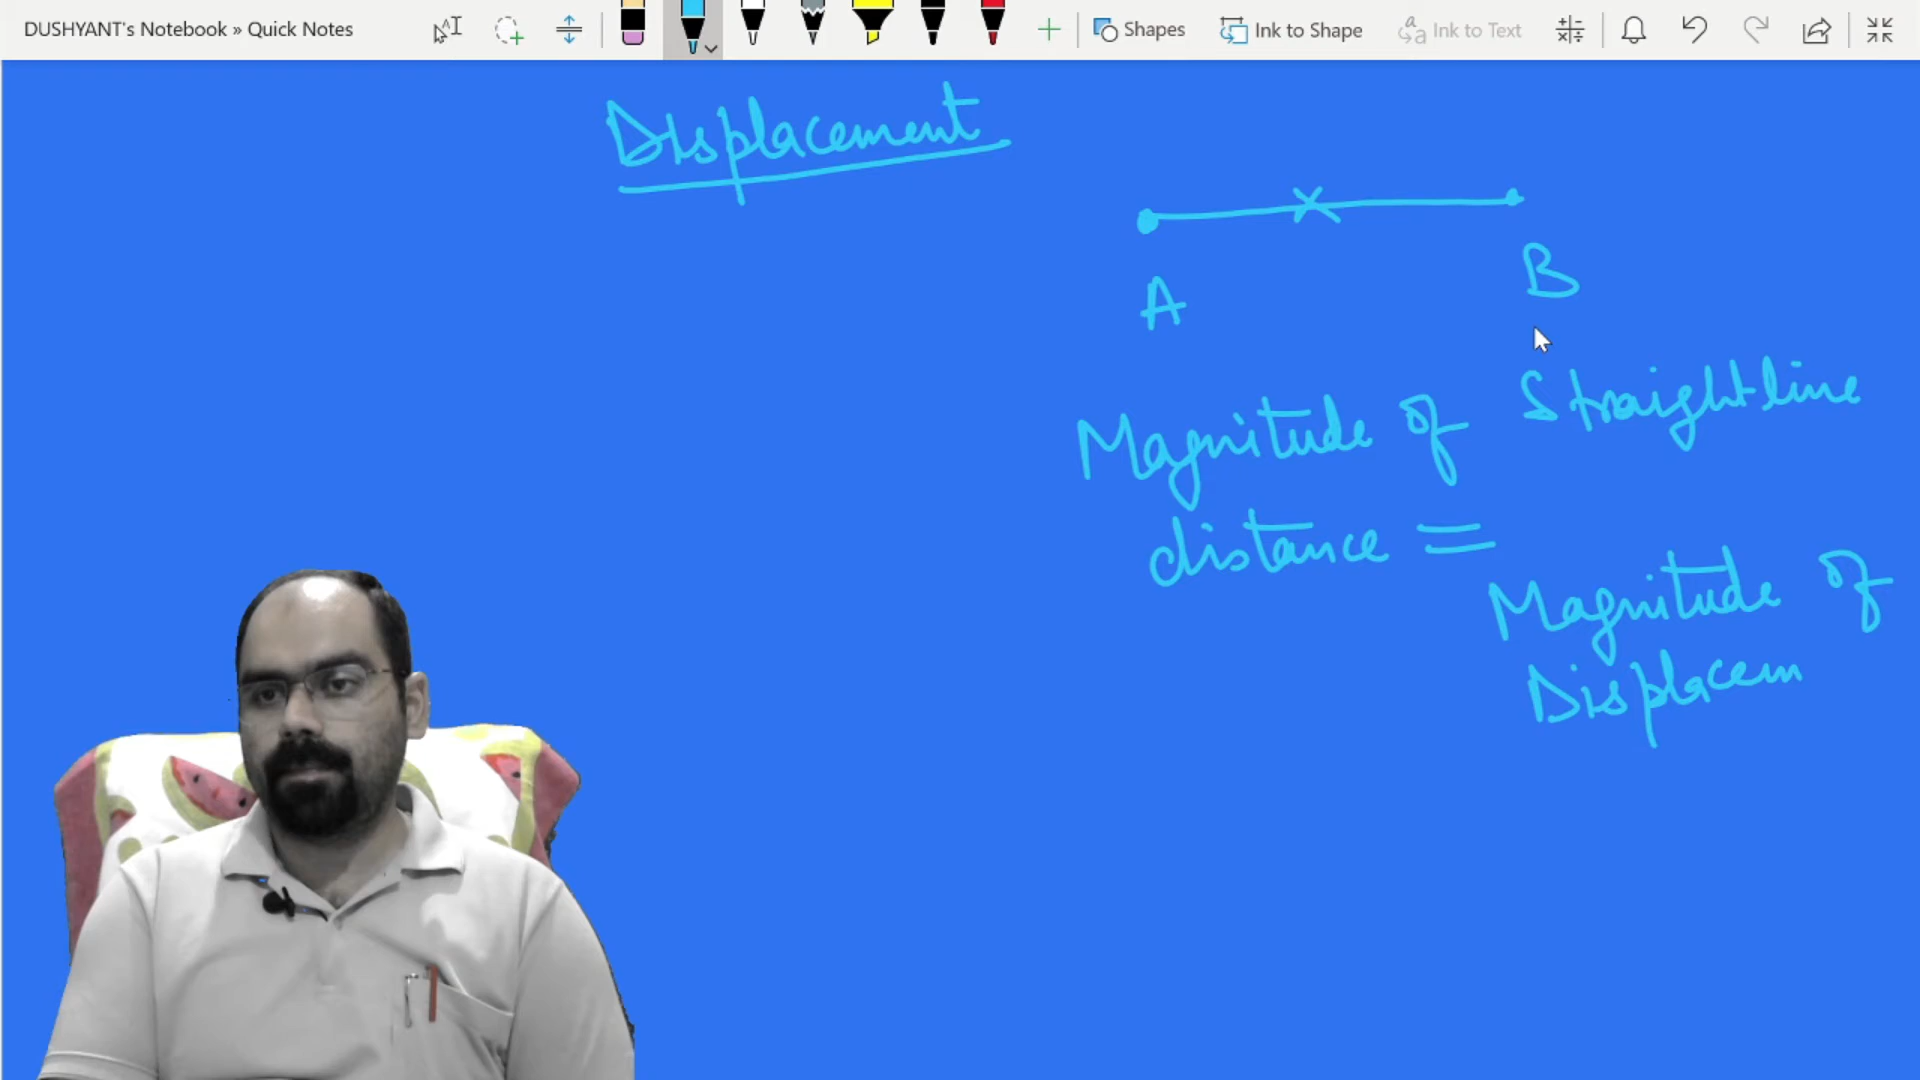 DUSHYANT's Notebook » Quick Notes
Shapes
Ink to Shape
Ink to Text
Displacement
A
B
Straight line
Magnitude of
distance =
Magnitude of
Displacem